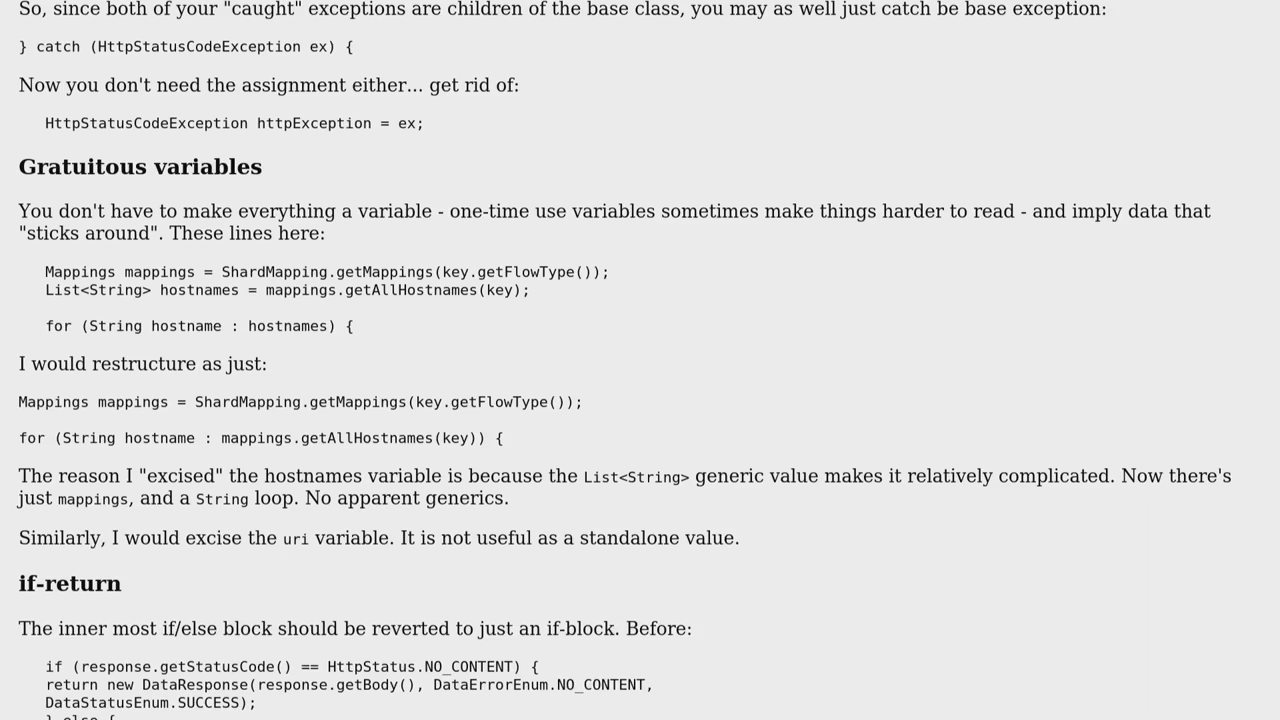 So, since both of your "caught" exceptions are children of the base class, you may as well just catch be base exception:
} catch (HttpStatusCodeException ex) {
Now you don't need the assignment either... get rid of:
HttpStatusCodeException httpException = ex;
Gratuitous variables
You don't have to make everything a variable - one-time use variables sometimes make things harder to read - and imply data that
"sticks around". These lines here:
Mappings mappings = ShardMapping.getMappings(key.getFlowType());
List<String> hostnames = mappings.getAllHostnames(key);
for (String hostname : hostnames) {
I would restructure as just:
Mappings mappings = ShardMapping.getMappings(key.getFlowType());
for (String hostname : mappings.getAllHostnames(key)) {
The reason I "excised" the hostnames variable is because the List<String> generic value makes it relatively complicated. Now there's
just mappings, and a String loop. No apparent generics.
Similarly, I would excise the uri variable. It is not useful as a standalone value.
if-return
The inner most if/else block should be reverted to just an if-block. Before:
if (response.getStatusCode() == HttpStatus.NO_CONTENT) {
return new DataResponse(response.getBody(), DataErrorEnum.NO_CONTENT,
DataStatusEnum.SUCCESS);
} else {